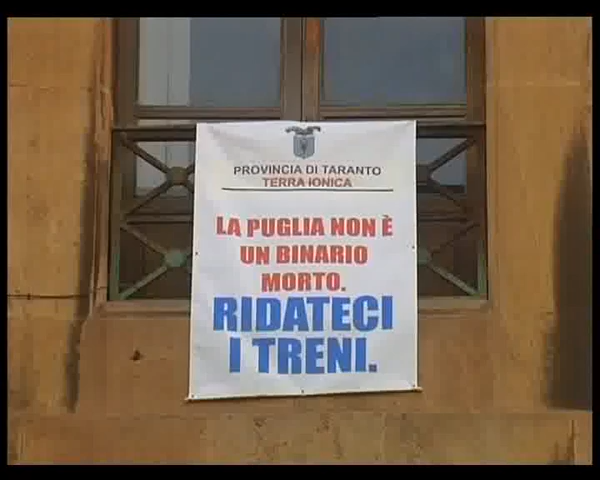 PROVINCIA DI TARANTO
TERRA IONICA
LA PUGLIA NON È
UN BINARIO
MORTO.
RIDATECI
I TRENI.